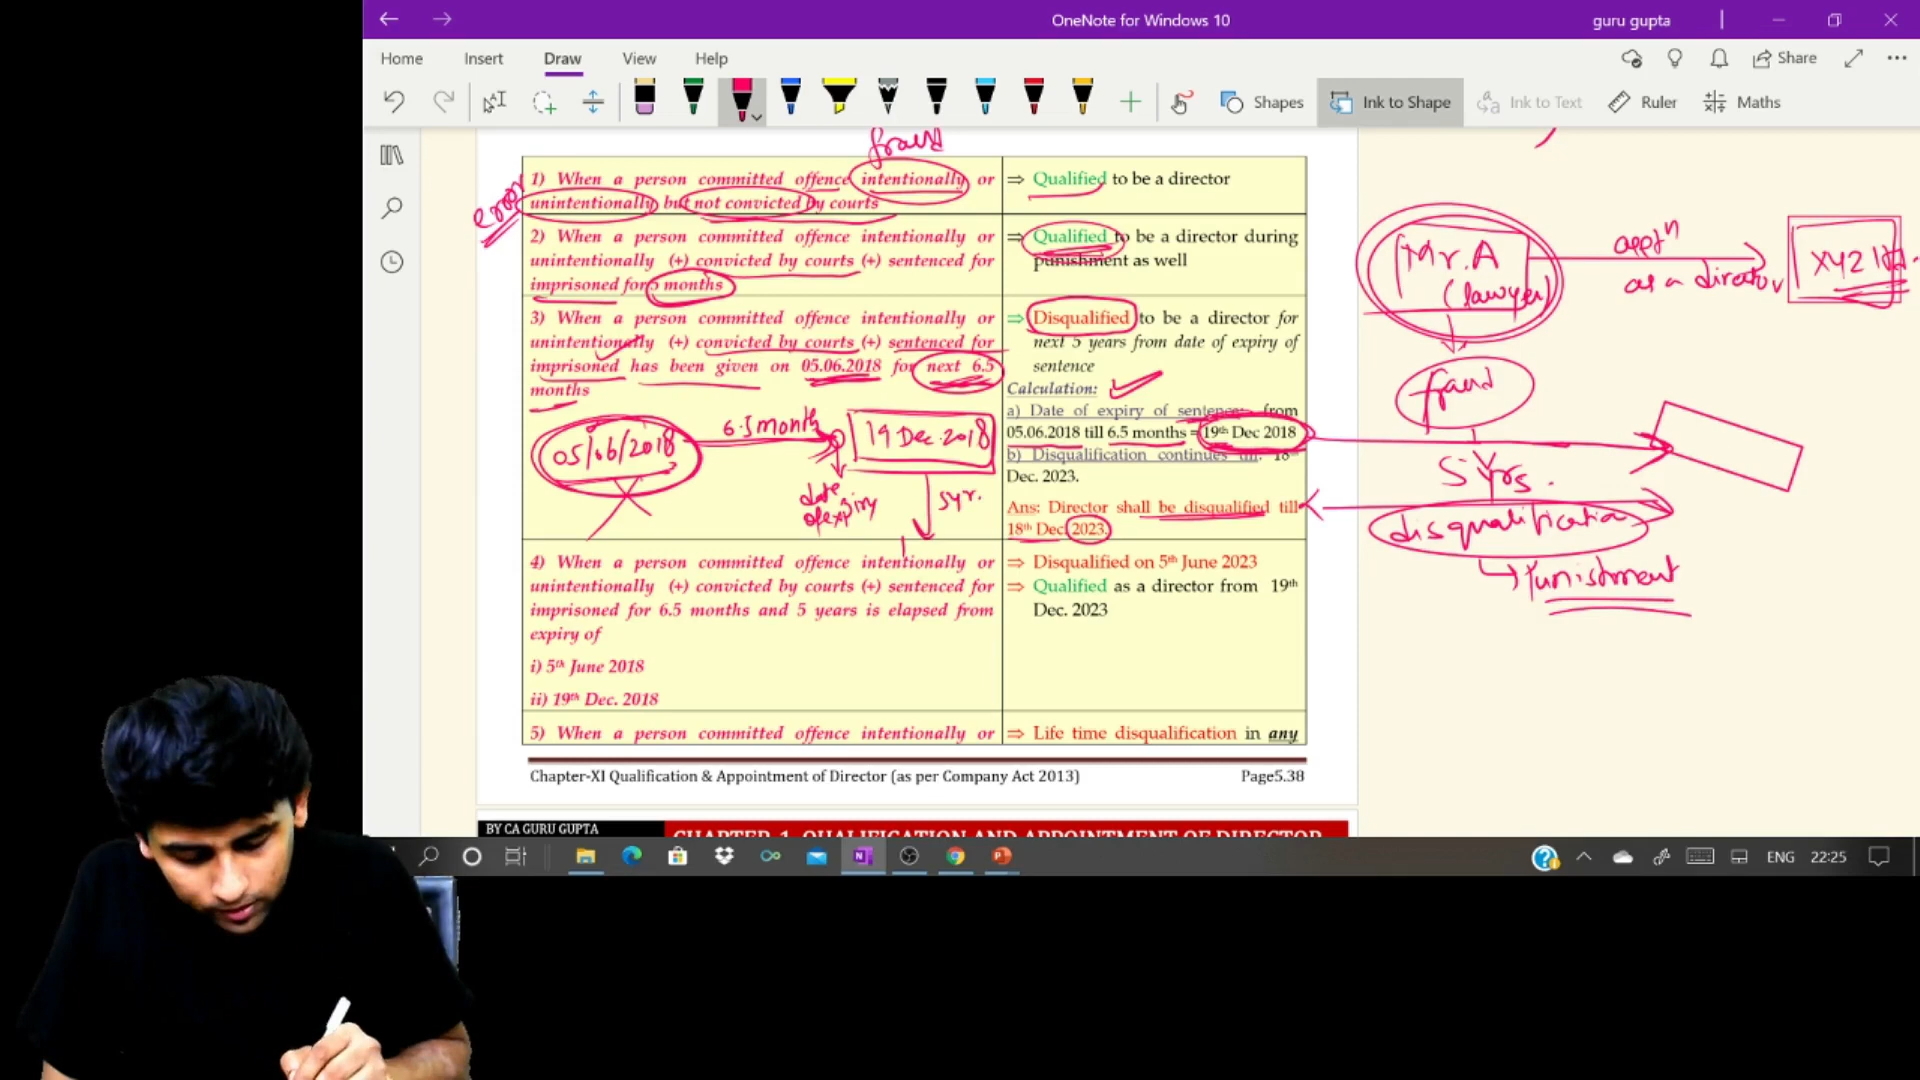 OneNote for Windows 10
guru gupta
Home
Insert
Draw
View
Help
Share
Shapes
Ink to Shape
Ink to Text
Ruler
Maths
fraud
error
1) When a person committed offence intentionally or
unintentionally but not convicted by courts
⇒ Qualified to be a director
2) When a person committed offence intentionally or
unintentionally (+) convicted by courts (+) sentenced for
imprisoned for 5 months
⇒ Qualified to be a director during
punishment as well
3) When a person committed offence intentionally or
unintentionally (+) convicted by courts (+) sentenced for
imprisoned has been given on 05.06.2018 for next 6.5
months
05/06/2018
6.5 month
19 Dec. 2018
date
of expiry
5yr.
⇒ Disqualified to be a director for
next 5 years from date of expiry of
sentence
Calculation:
a) Date of expiry of sentence: from
05.06.2018 till 6.5 months = 19th Dec 2018
b) Disqualification continues till: 18th
Dec. 2023.
Ans: Director shall be disqualified till
18th Dec. 2023.
4) When a person committed offence intentionally or
unintentionally (+) convicted by courts (+) sentenced for
imprisoned for 6.5 months and 5 years is elapsed from
expiry of
i) 5th June 2018
ii) 19th Dec. 2018
⇒ Disqualified on 5th June 2023
⇒ Qualified as a director from 19th
Dec. 2023
5) When a person committed offence intentionally or
⇒ Life time disqualification in any
Chapter-XI Qualification & Appointment of Director (as per Company Act 2013)
Page5.38
BY CA GURU GUPTA
CHAPTER-1 QUALIFICATION AND APPOINTMENT OF DIRECTOR
Mr. A
(lawyer)
apptn
as a director
XYZ ltd.
fraud
5 yrs.
disqualification
punishment
ENG
22:25